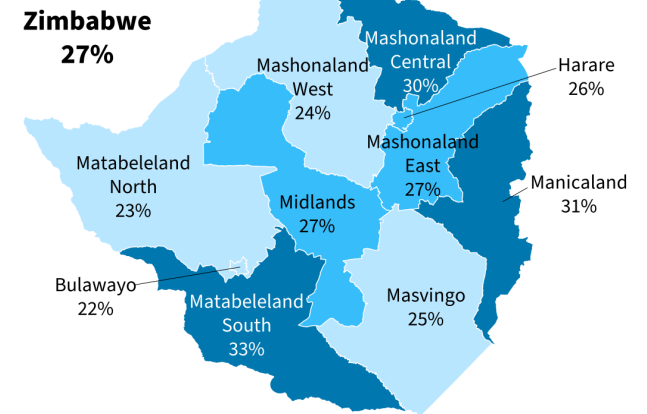 Zimbabwe
27%
Mashonaland
Central
30%
Mashonaland
West
24%
Harare
26%
Mashonaland
East
27%
Matabeleland
North
23%
Midlands
27%
Manicaland
31%
Bulawayo
22%
Matabeleland
South
33%
Masvingo
25%